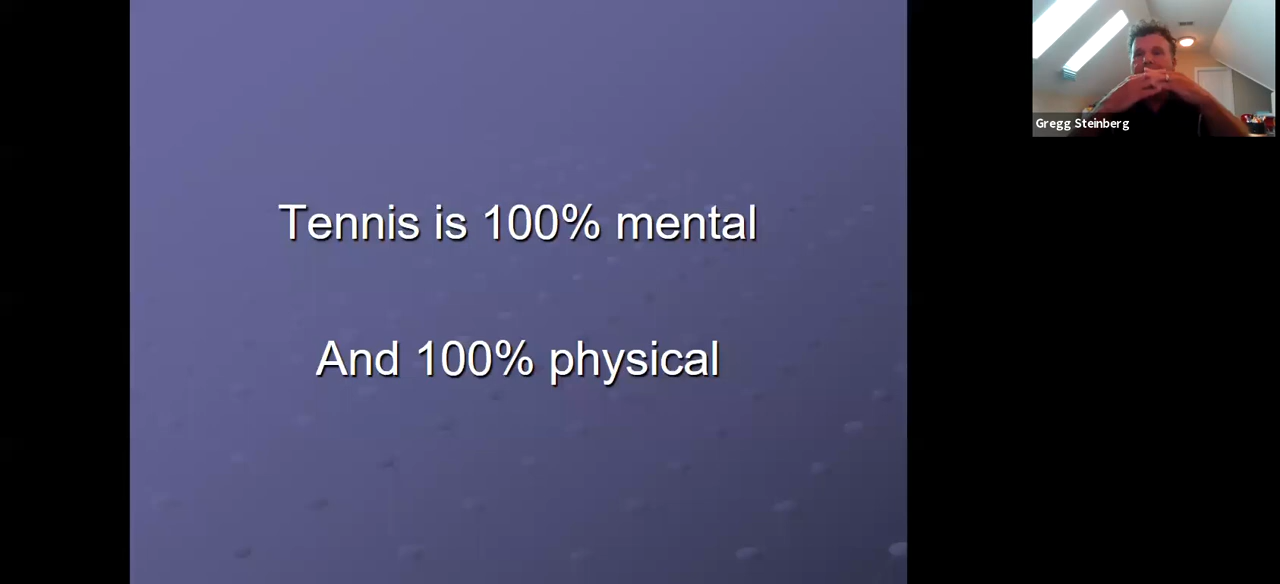 Tennis is 100% mental
And 100% physical
Gregg Steinberg